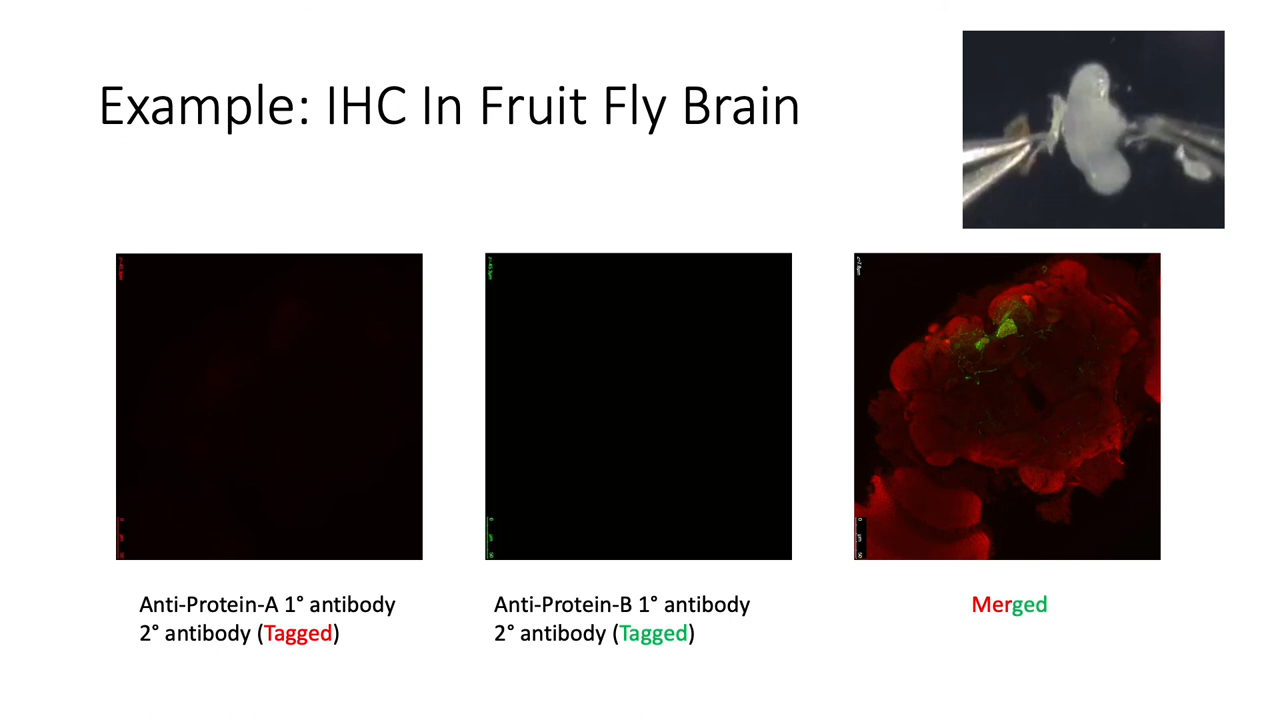 Example: IHC In Fruit Fly Brain
Anti-Protein-A 1° antibody
2° antibody (Tagged)
Anti-Protein-B 1° antibody
2° antibody (Tagged)
Merged